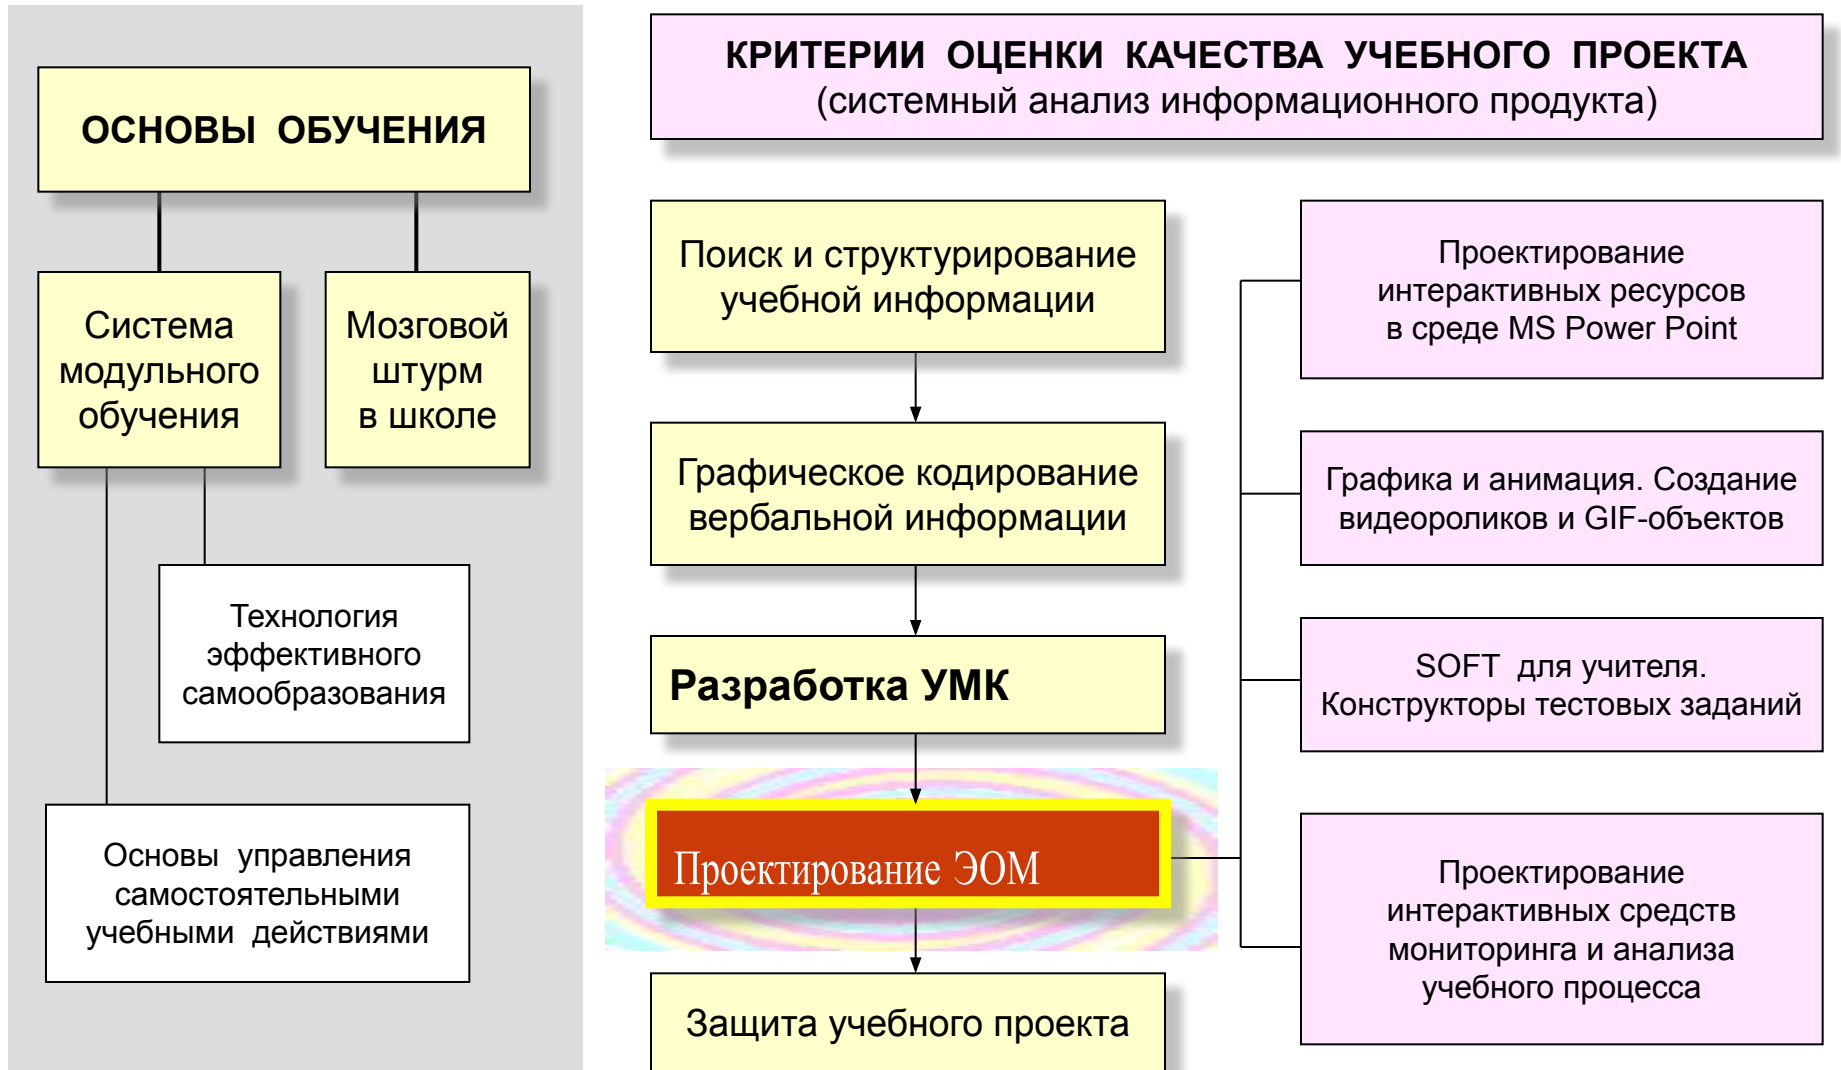 ОСНОВЫ ОБУЧЕНИЯ
Система
модульного
обучения
Мозговой
штурм
в школе
Технология
эффективного
самообразования
Основы управления
самостоятельными
учебными действиями
КРИТЕРИИ ОЦЕНКИ КАЧЕСТВА УЧЕБНОГО ПРОЕКТА
(системный анализ информационного продукта)
Поиск и структурирование
учебной информации
Графическое кодирование
вербальной информации
Разработка УМК
Проектирование ЭОМ
Защита учебного проекта
Проектирование
интерактивных ресурсов
в среде MS Power Point
Графика и анимация. Создание
видеороликов и GIF-объектов
SOFT для учителя.
Конструкторы тестовых заданий
Проектирование
интерактивных средств
мониторинга и анализа
учебного процесса